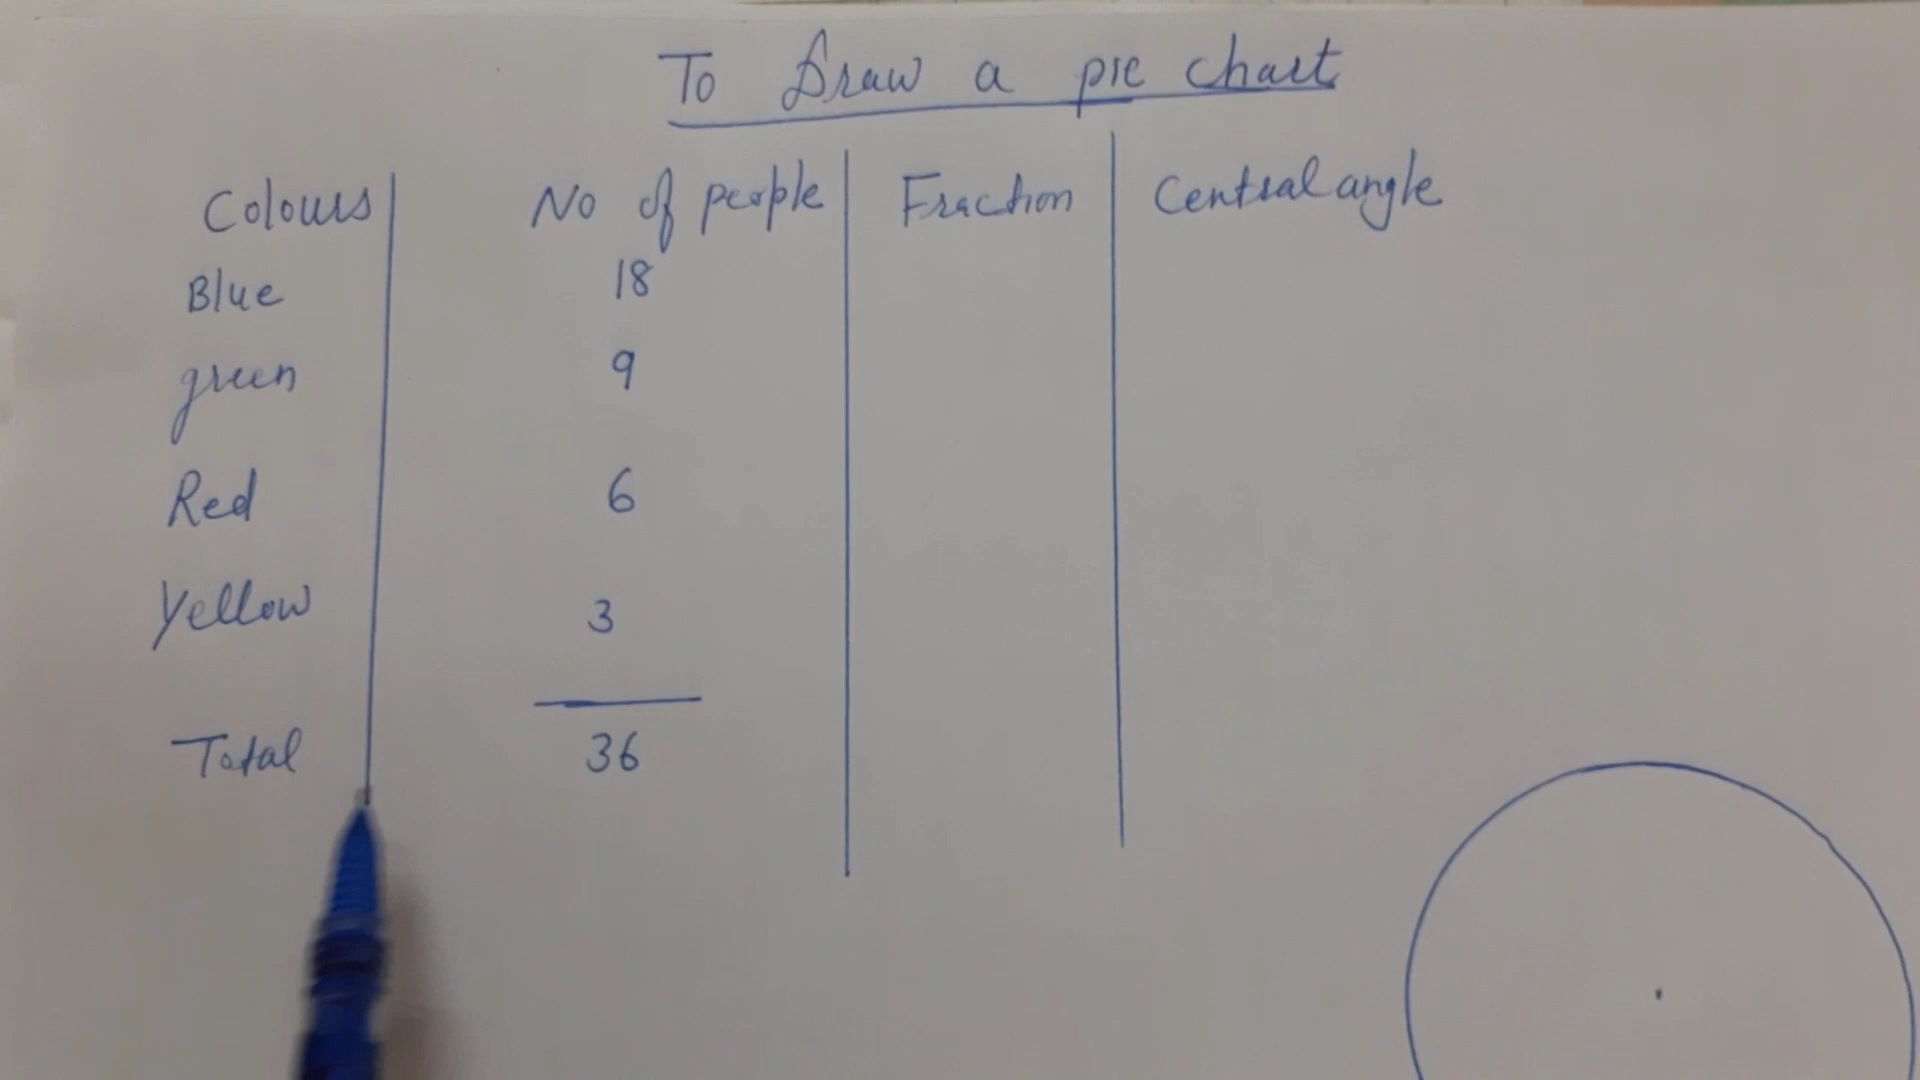 To Draw a pie chart
Colours No of people Fraction Central angle
Blue 18
green 9
Red 6
Yellow 3
Total 36